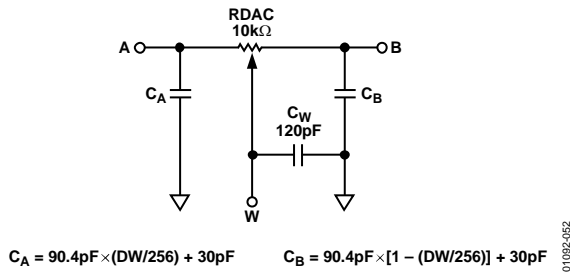 RDAC
10kΩ
A
B
CA
CB
CW
120pF
W
CA = 90.4pF×(DW/256) + 30pF
CB = 90.4pF×[1 – (DW/256)] + 30pF
01092-052